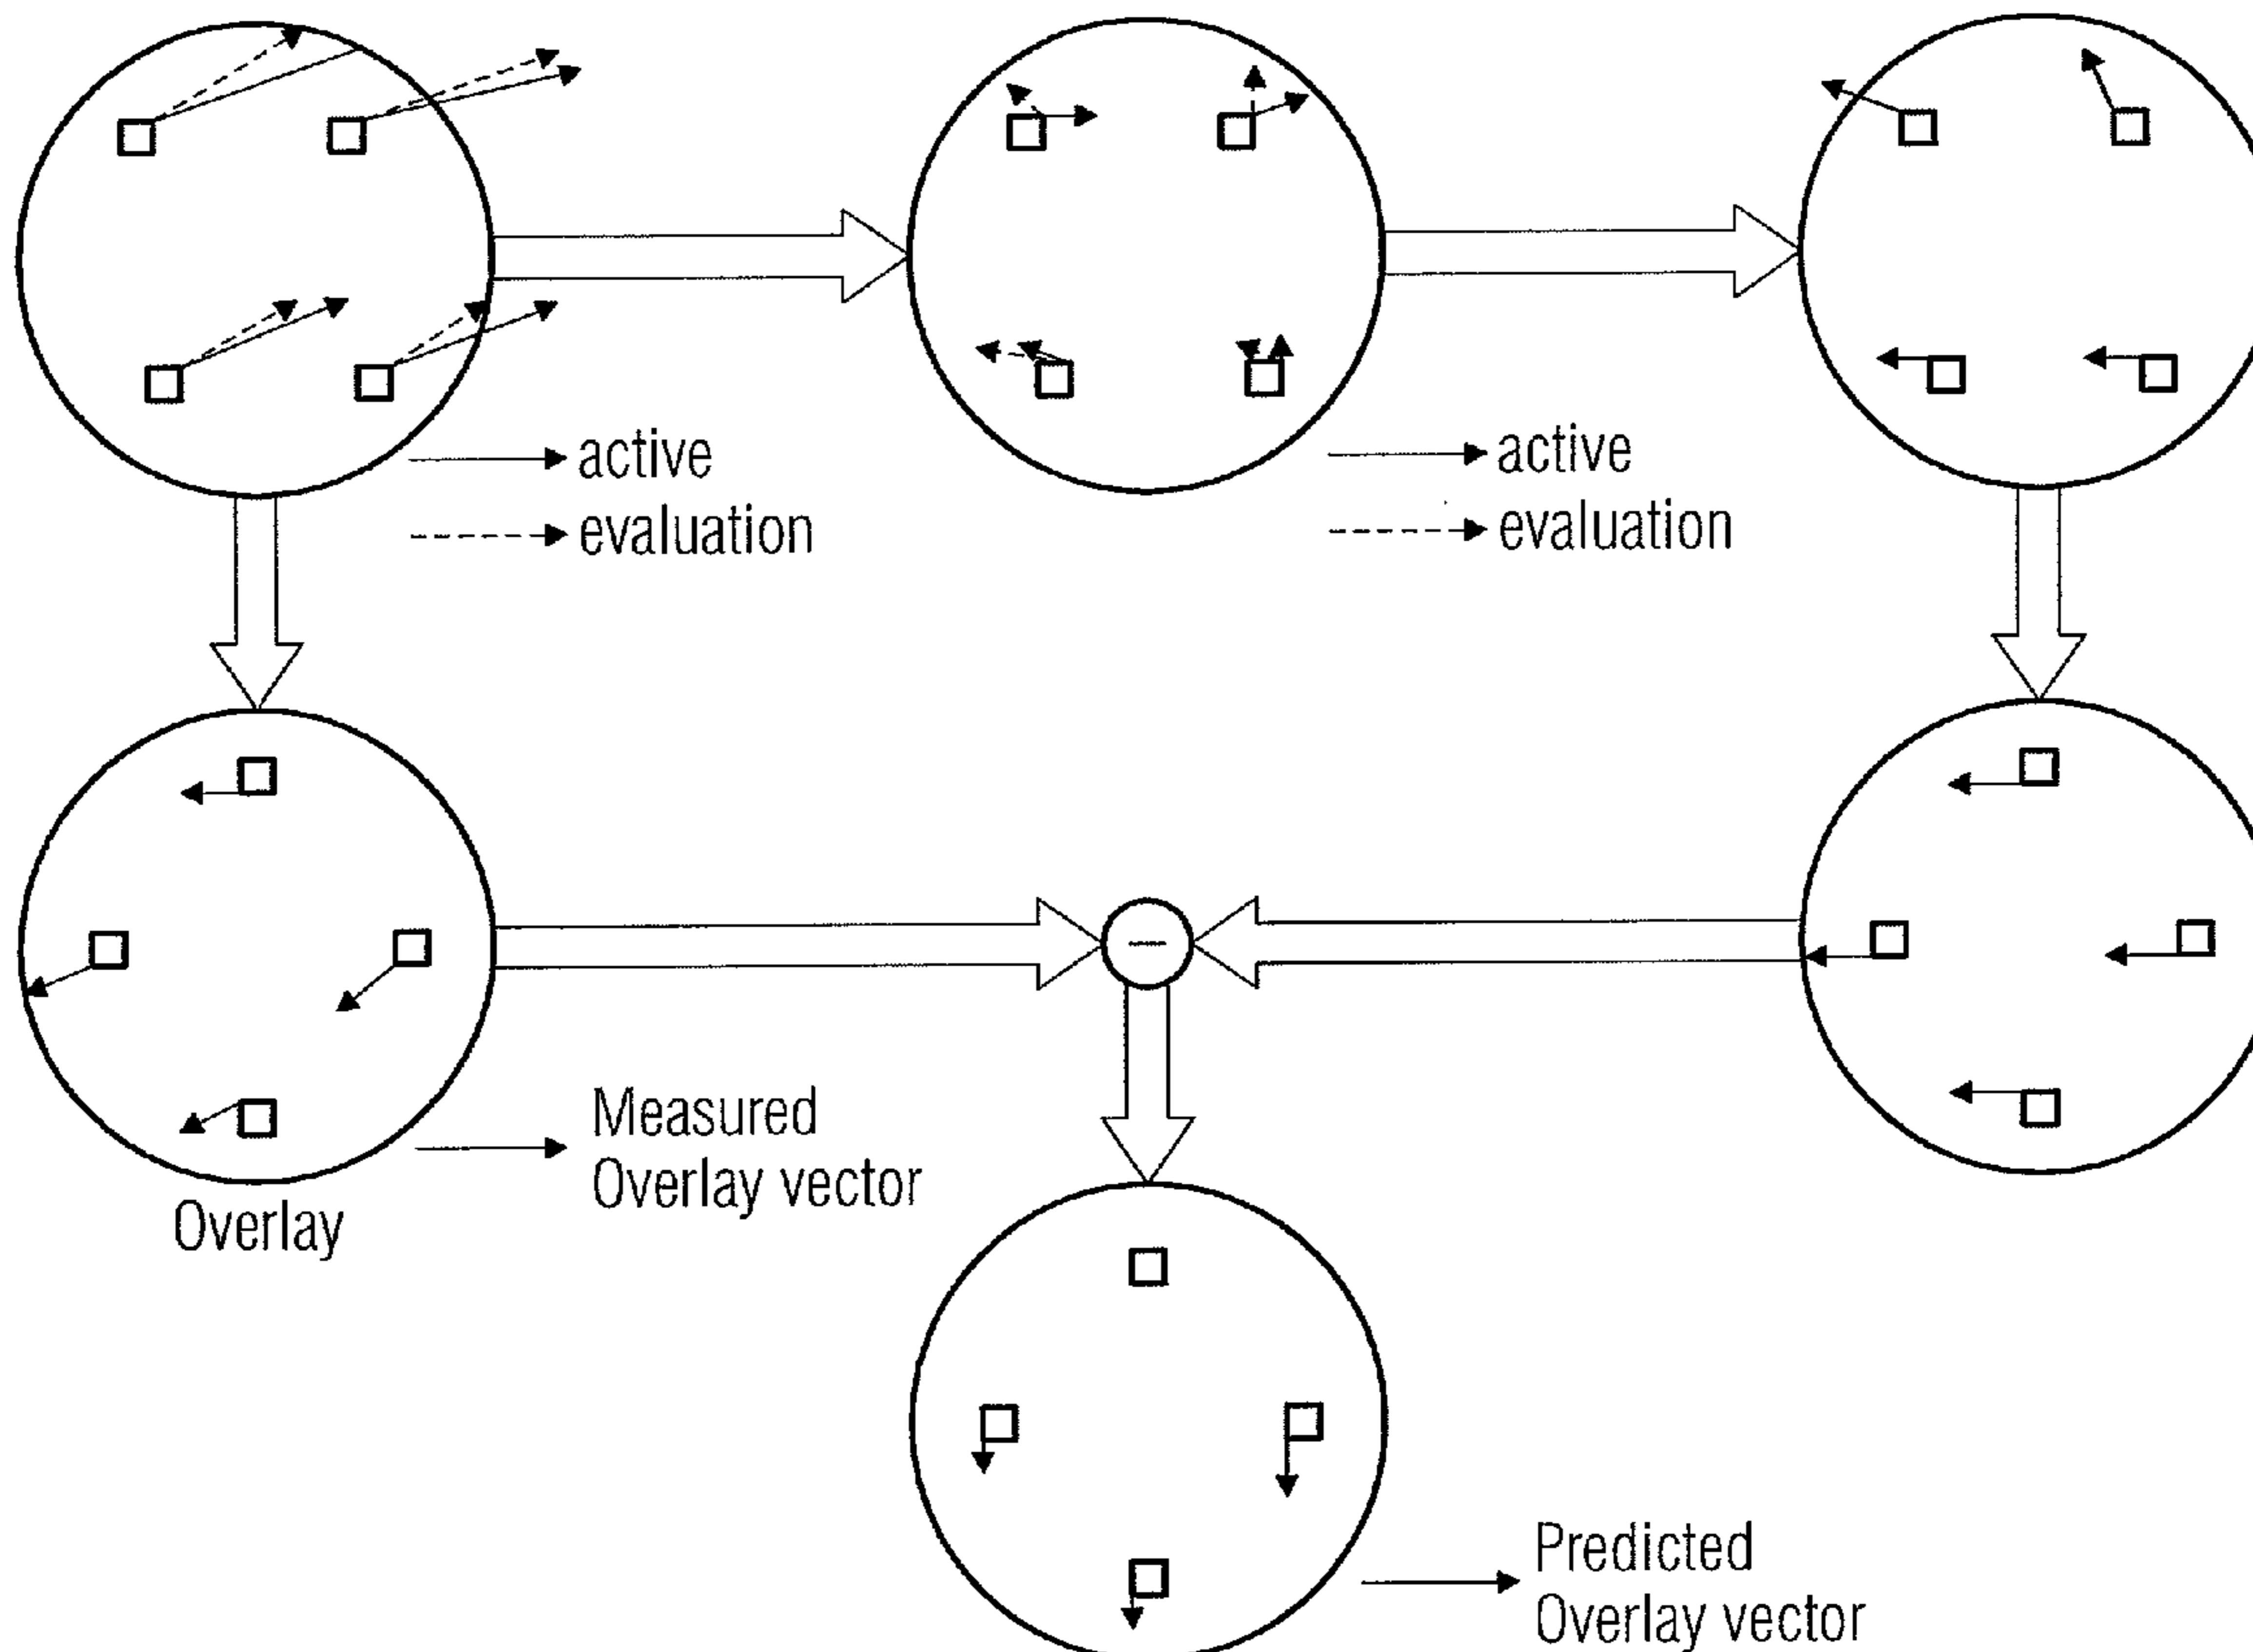 active
evaluation
active
evaluation
Measured
Overlay vector
Overlay
Predicted
Overlay vector